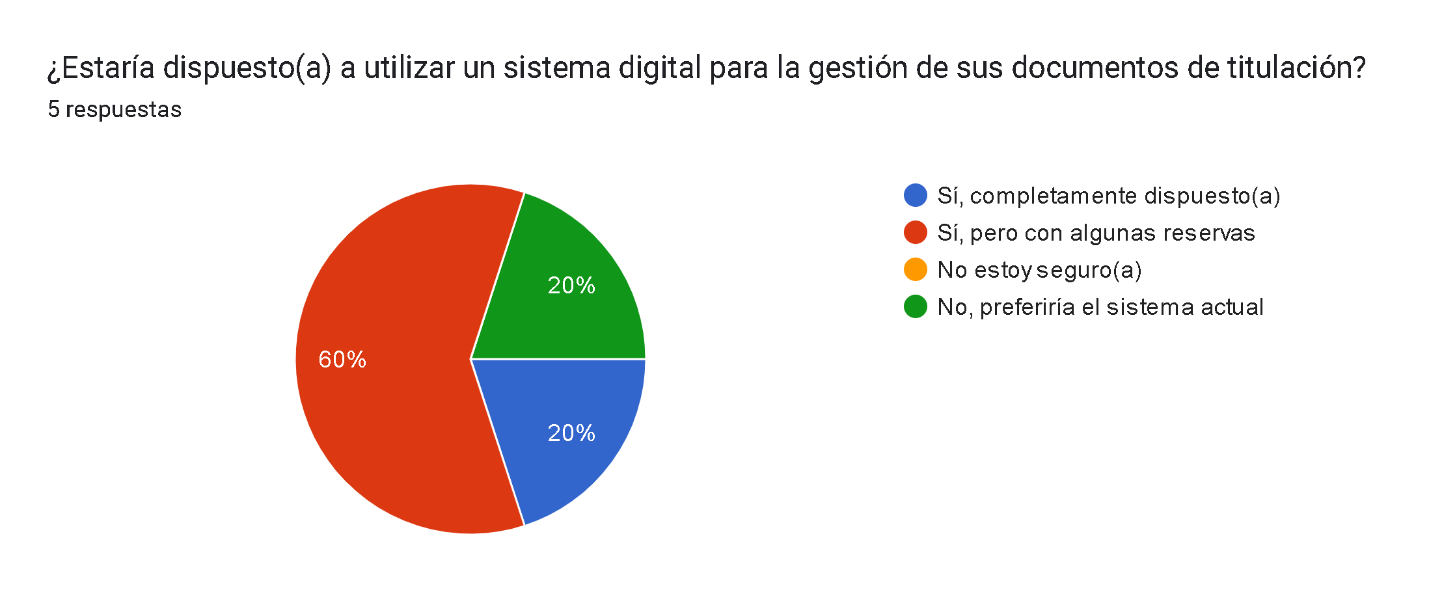 ¿Estaría dispuesto(a) a utilizar un sistema digital para la gestión de sus documentos de titulación?
5 respuestas
Sí, completamente dispuesto(a)
Sí, pero con algunas reservas
No estoy seguro(a)
No, preferiría el sistema actual
20%
60%
20%